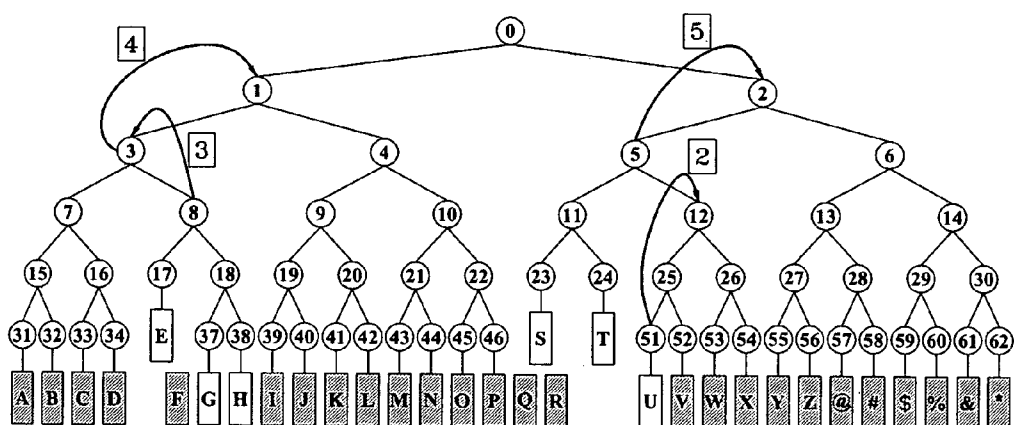 0
4 5
1 2
3 3 4 5 2 6
7 8 9 10 11 12 13 14
15 16 17 18 19 20 21 22 23 24 25 26 27 28 29 30
31 32 33 34 37 38 39 40 41 42 43 44 45 46 51 52 53 54 55 56 57 58 59 60 61 62
E S T
A B C D F G H I J K L M N O P Q R U V W X Y Z @ # $ % & *